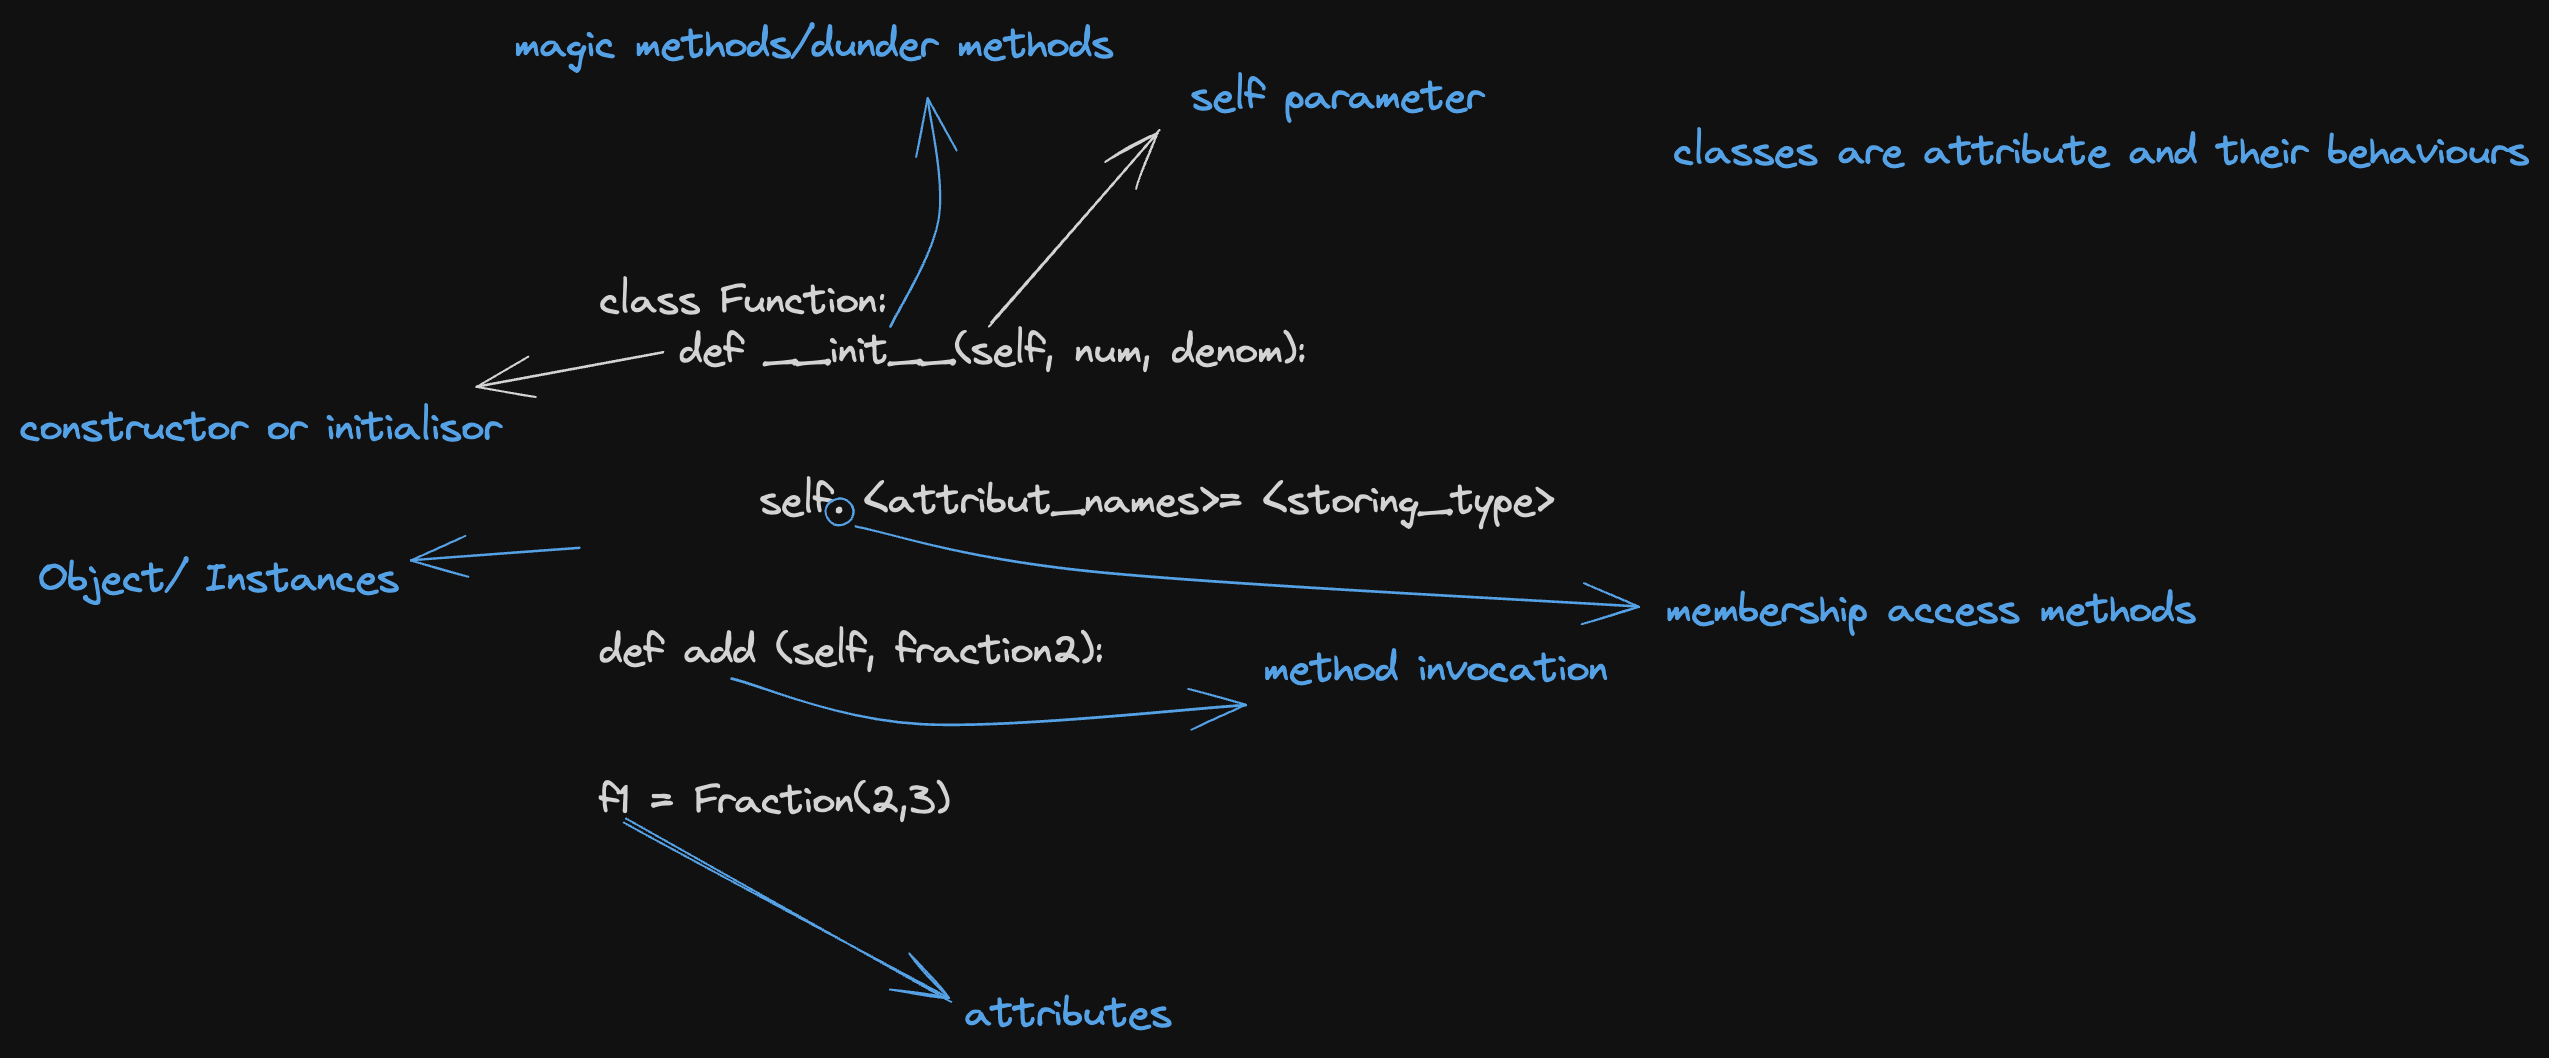 magic methods/dunder methods
self parameter
classes are attribute and their behaviours
class Function:
def __init__(self, num, denom):
constructor or initialisor
self. <attribut_names>= <storing_type>
Object/ Instances
membership access methods
def add (self, fraction2):
method invocation
f1 = Fraction(2,3)
attributes